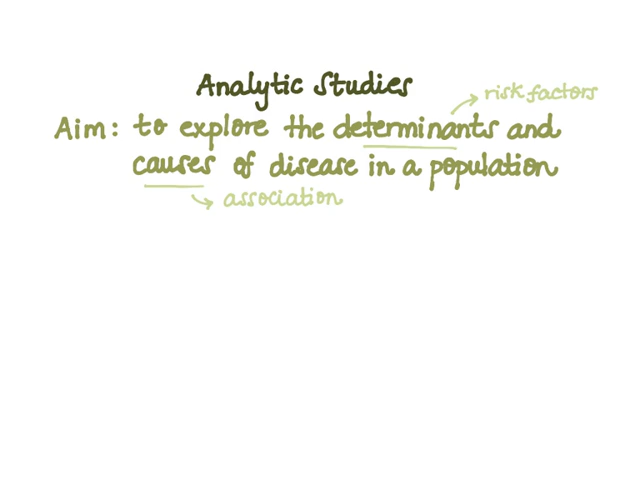 Analytic Studies
risk factors
Aim: to explore the determinants and
causes of disease in a population
association